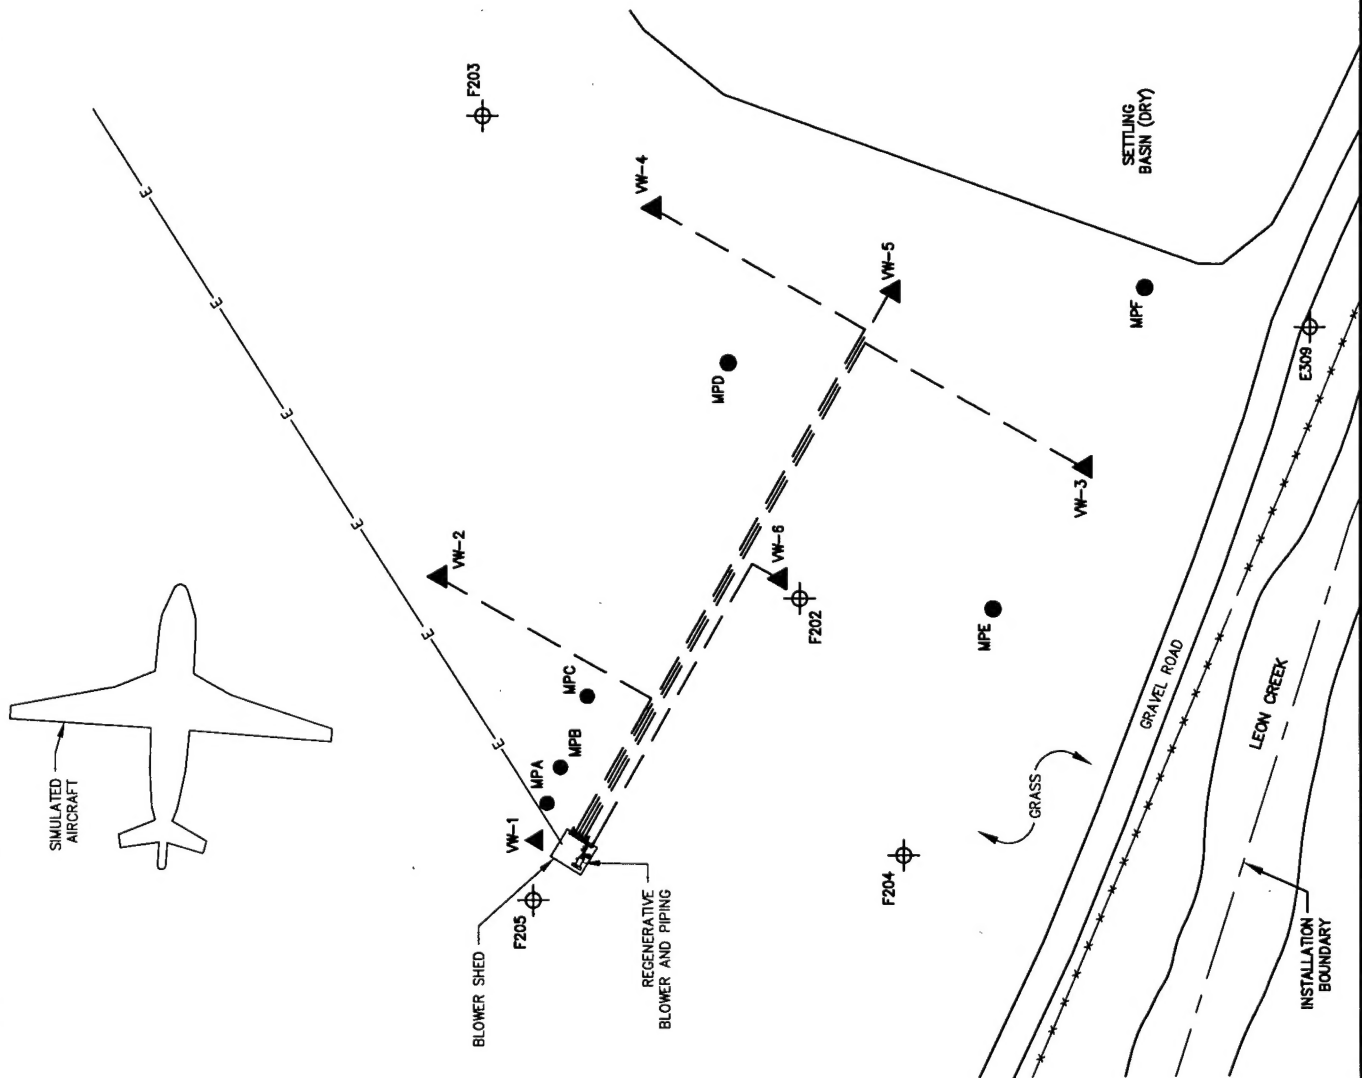 SIMULATED
AIRCRAFT
F203
VW-4
SETTLING
BASIN (DRY)
VW-5
MPF
E309
MPD
VW-3
VW-2
VW-6
F202
MPE
MPC
MPB
MPA
VW-1
BLOWER SHED
F205
REGENERATIVE
BLOWER AND PIPING
F204
GRASS
GRAVEL ROAD
LEON CREEK
INSTALLATION
BOUNDARY
E
E
E
E
E
E